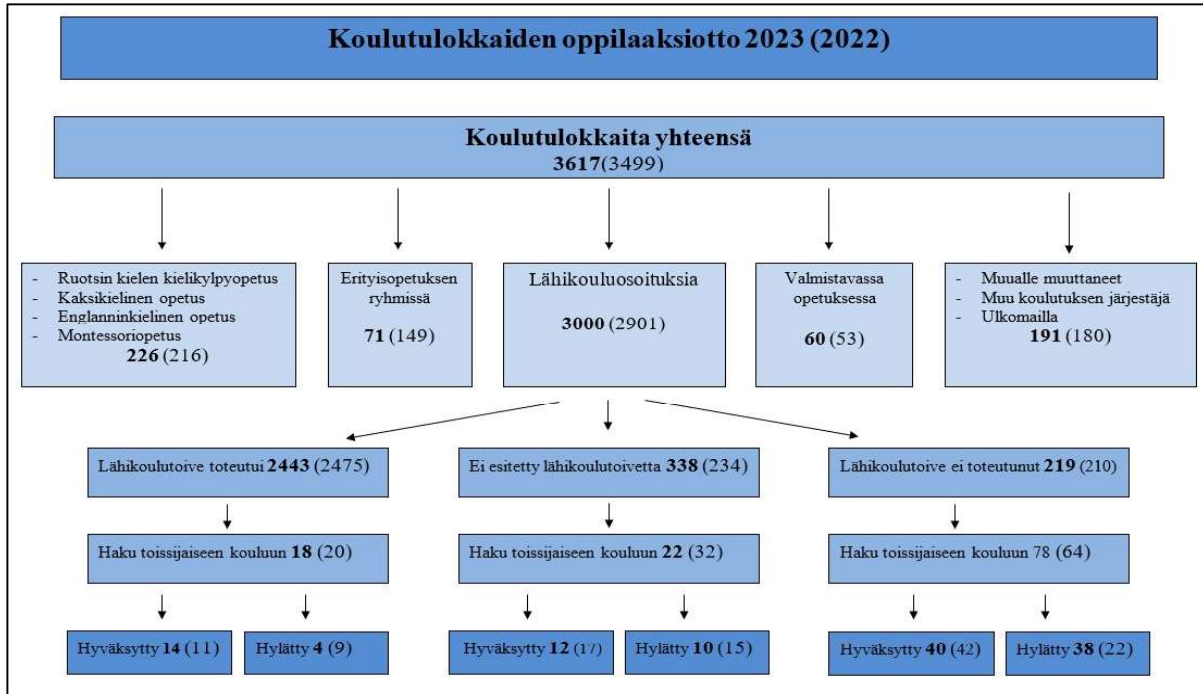 Koulutulokkaiden oppilaaksiotto 2023 (2022)
Koulutulokkaita yhteensä
3617(3499)
- Ruotsin kielen kielikylpyopetus
- Kaksikielinen opetus
- Englanninkielinen opetus
- Montessoriopetus
226 (216)
Erityisopetuksen
ryhmissä
71 (149)
Lähikouluosoituksia
3000 (2901)
Valmistavassa
opetuksessa
60 (53)
- Muualle muuttaneet
- Muu koulutuksen järjestäjä
- Ulkomailla
191 (180)
Lähikoulutoive toteutui 2443 (2475)
Ei esitetty lähikoulutoivetta 338 (234)
Lähikoulutoive ei toteutunut 219 (210)
Haku toissijaiseen kouluun 18 (20)
Haku toissijaiseen kouluun 22 (32)
Haku toissijaiseen kouluun 78 (64)
Hyväksytty 14 (11)
Hylätty 4 (9)
Hyväksytty 12 (17)
Hylätty 10 (15)
Hyväksytty 40 (42)
Hylätty 38 (22)